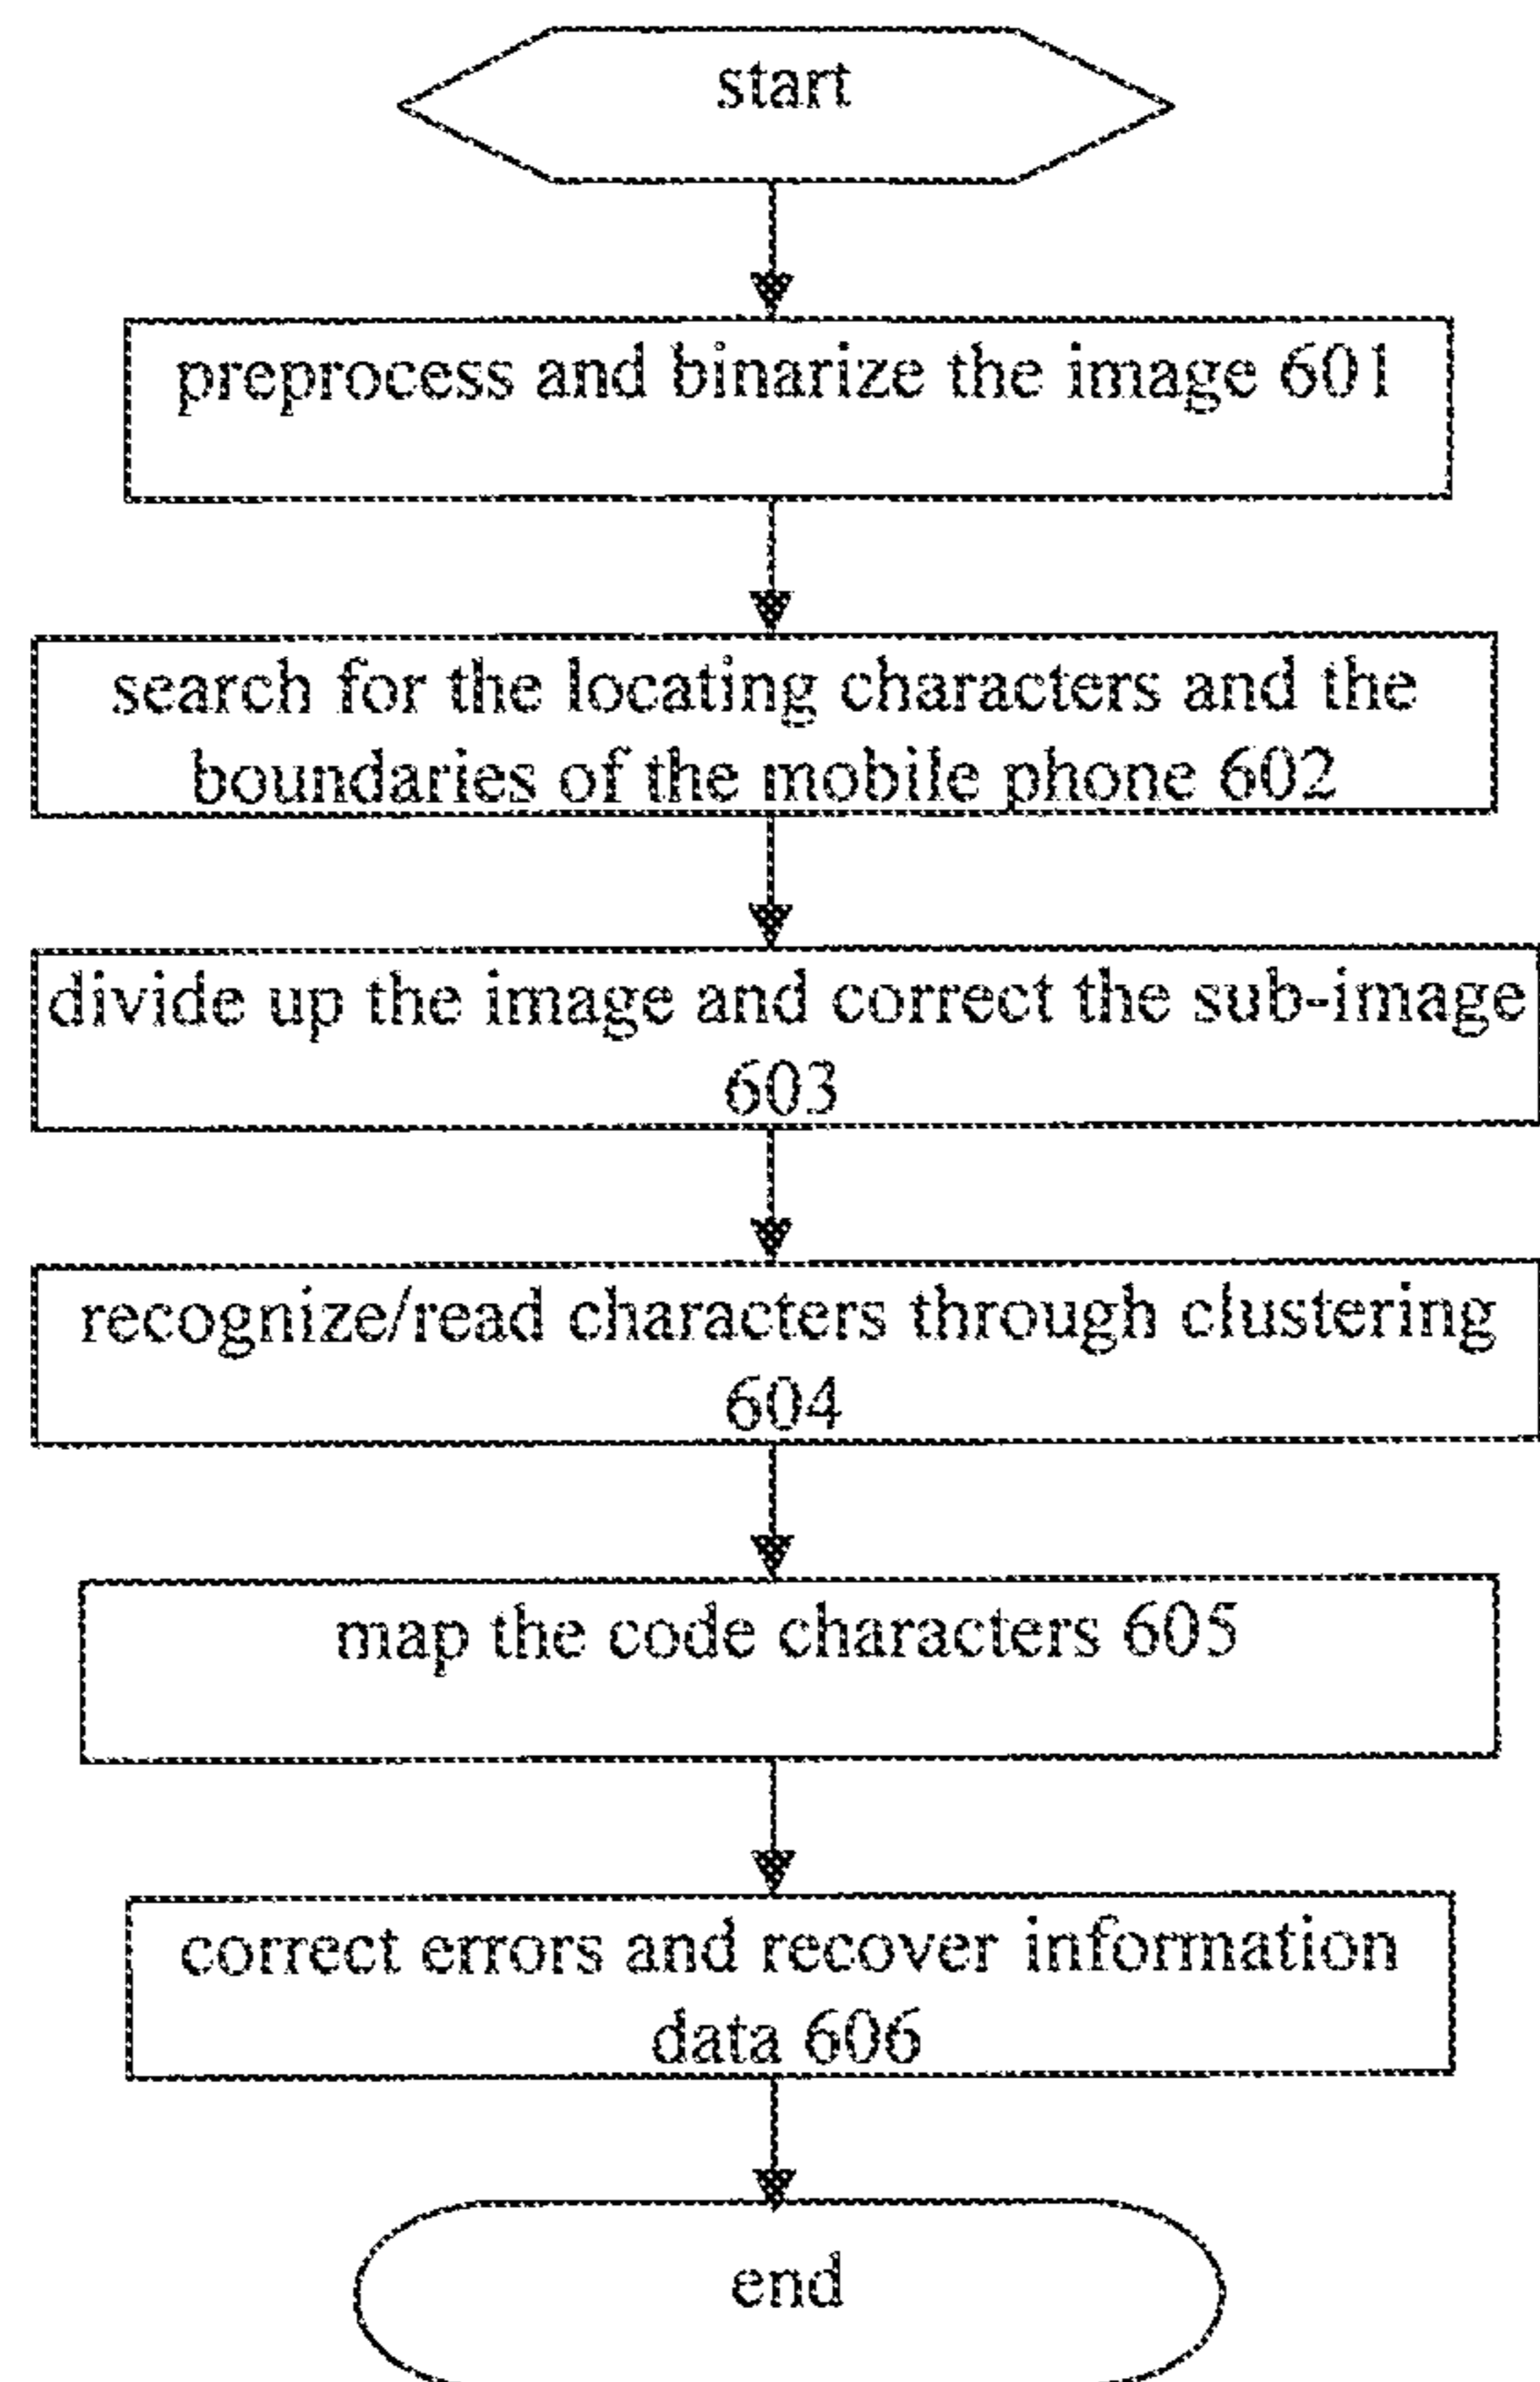 start
preprocess and binarize the image 601
search for the locating characters and the
boundaries of the mobile phone 602
divide up the image and correct the sub-image
603
recognize/read characters through clustering
604
map the code characters 605
correct errors and recover information
data 606
end